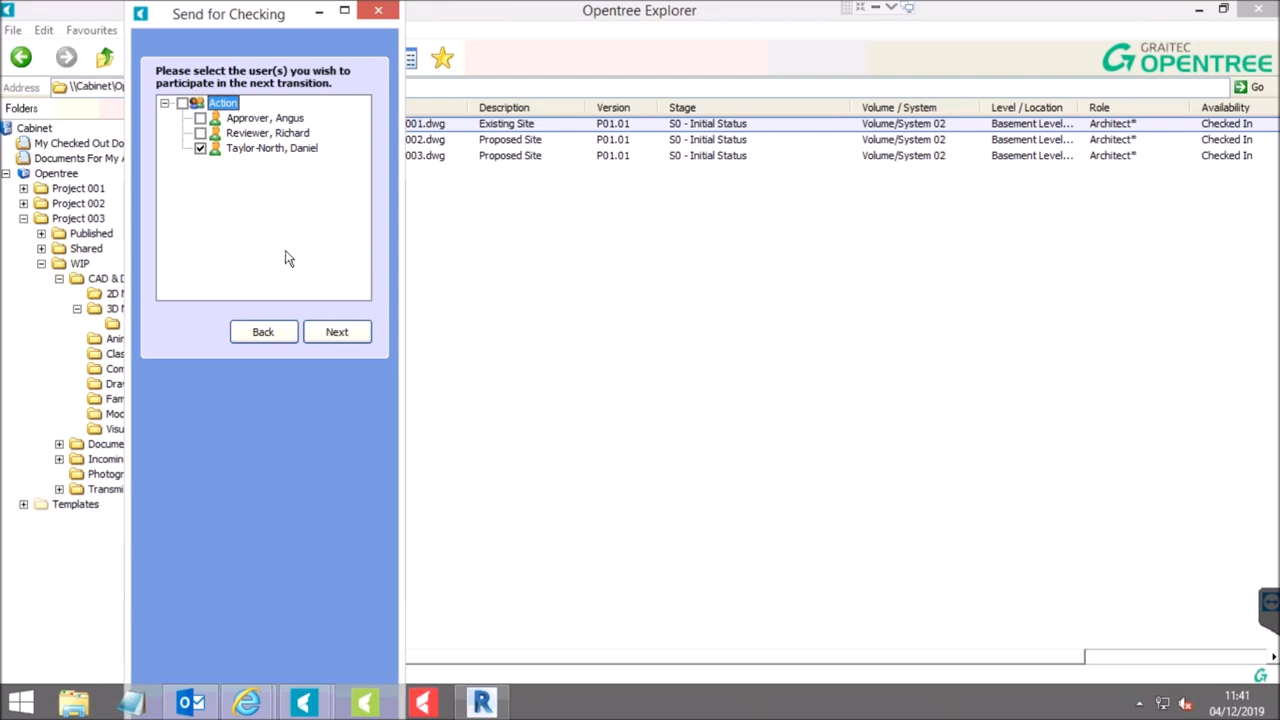 Send for Checking
Opentree Explorer
File Edit Favourites
GRAITEC
OPENTREE
Address \\Cabinet\Op
Go
Folders
Cabinet
My Checked Out Do
Documents For My A
Opentree
Project 001
Project 002
Project 003
Published
Shared
WIP
CAD & D
2D M
3D M
Anir
Clas
Com
Dra
Fam
Mod
Visu
Docume
Incomin
Photogr
Transmi
Templates
Please select the user(s) you wish to
participate in the next transition.
Action
Approver, Angus
Reviewer, Richard
Taylor-North, Daniel
Back Next
Description Version Stage Volume / System Level / Location Role Availability
001.dwg Existing Site P01.01 S0 - Initial Status Volume/System 02 Basement Level... Architect* Checked In
002.dwg Proposed Site P01.01 S0 - Initial Status Volume/System 02 Basement Level... Architect* Checked In
003.dwg Proposed Site P01.01 S0 - Initial Status Volume/System 02 Basement Level... Architect* Checked In
11:41
04/12/2019